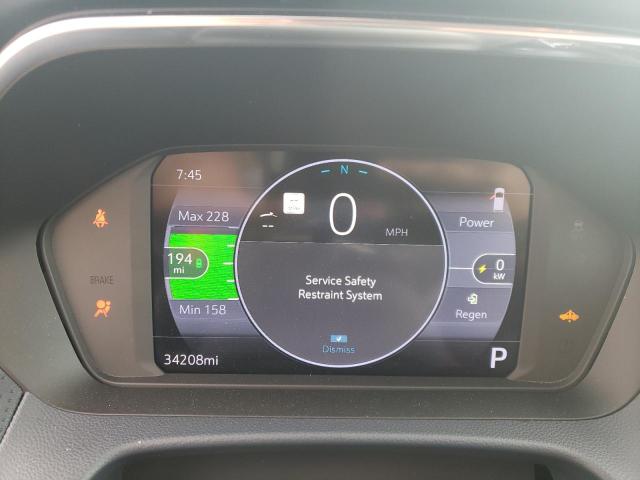 7:45
N
Max 228
0
MPH
Power
--
194
mi
0
kW
BRAKE
Service Safety
Restraint System
Min 158
Regen
Dismiss
34208mi
P